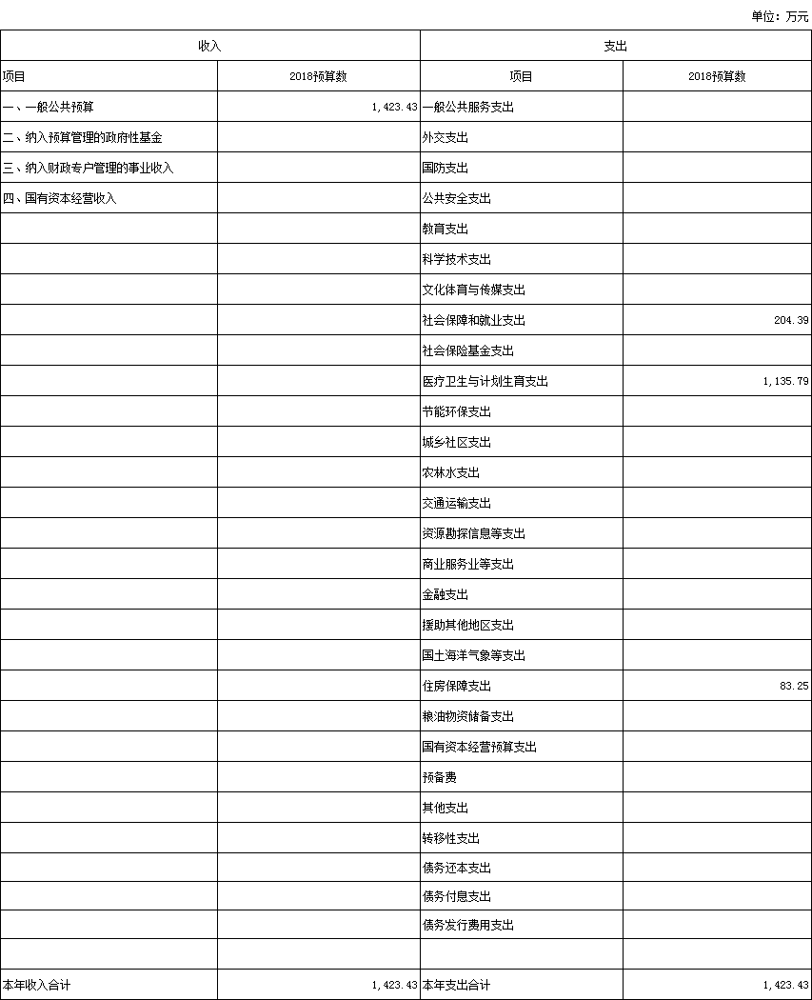 单位：万元
收入 支出
项目 2018预算数 项目 2018预算数
一、一般公共预算 1,423.43 一般公共服务支出
二、纳入预算管理的政府性基金 外交支出
三、纳入财政专户管理的事业收入 国防支出
四、国有资本经营收入 公共安全支出
教育支出
科学技术支出
文化体育与传媒支出
社会保障和就业支出 204.39
社会保险基金支出
医疗卫生与计划生育支出 1,135.79
节能环保支出
城乡社区支出
农林水支出
交通运输支出
资源勘探信息等支出
商业服务业等支出
金融支出
援助其他地区支出
国土海洋气象等支出
住房保障支出 83.25
粮油物资储备支出
国有资本经营预算支出
预备费
其他支出
转移性支出
债务还本支出
债务付息支出
债务发行费用支出
本年收入合计 1,423.43 本年支出合计 1,423.43